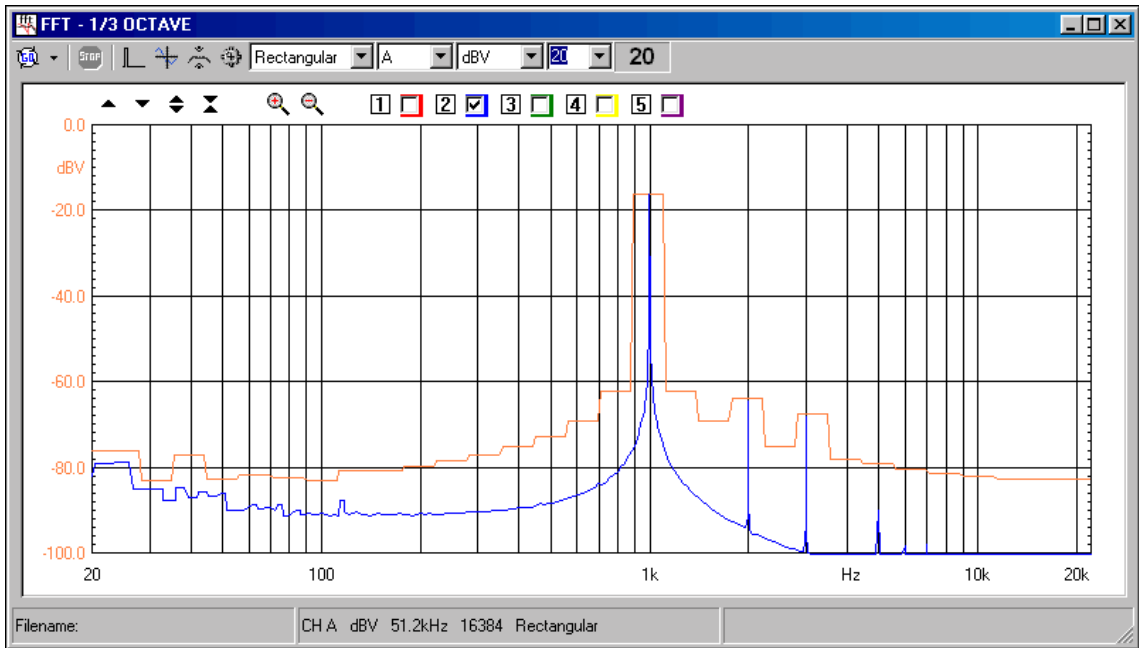 FFT - 1/3 OCTAVE
GO Stop Rectangular A dBV 20 20
1 2 3 4 5
0.0
dBV
-20.0
-40.0
-60.0
-80.0
-100.0
20 100 1k Hz 10k 20k
Filename: CH A dBV 51.2kHz 16384 Rectangular